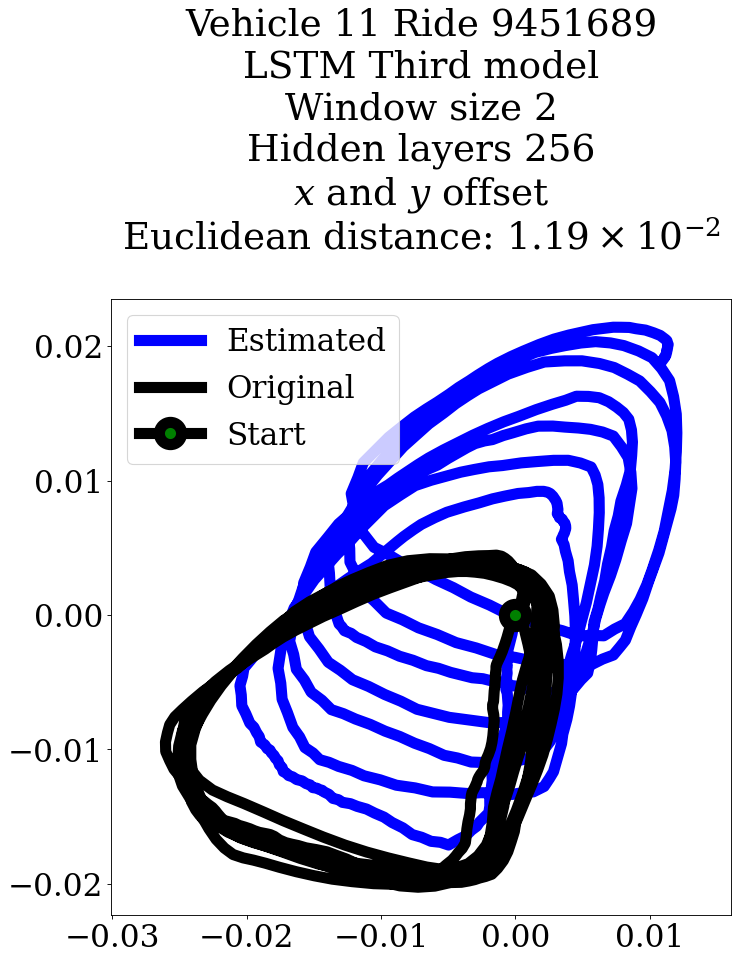 Vehicle 11 Ride 9451689
LSTM Third model
Window size 2
Hidden layers 256
x and y offset
Euclidean distance: 1.19 × 10⁻²
Estimated
Original
Start
0.02
0.01
0.00
−0.01
−0.02
−0.03 −0.02 −0.01 0.00 0.01